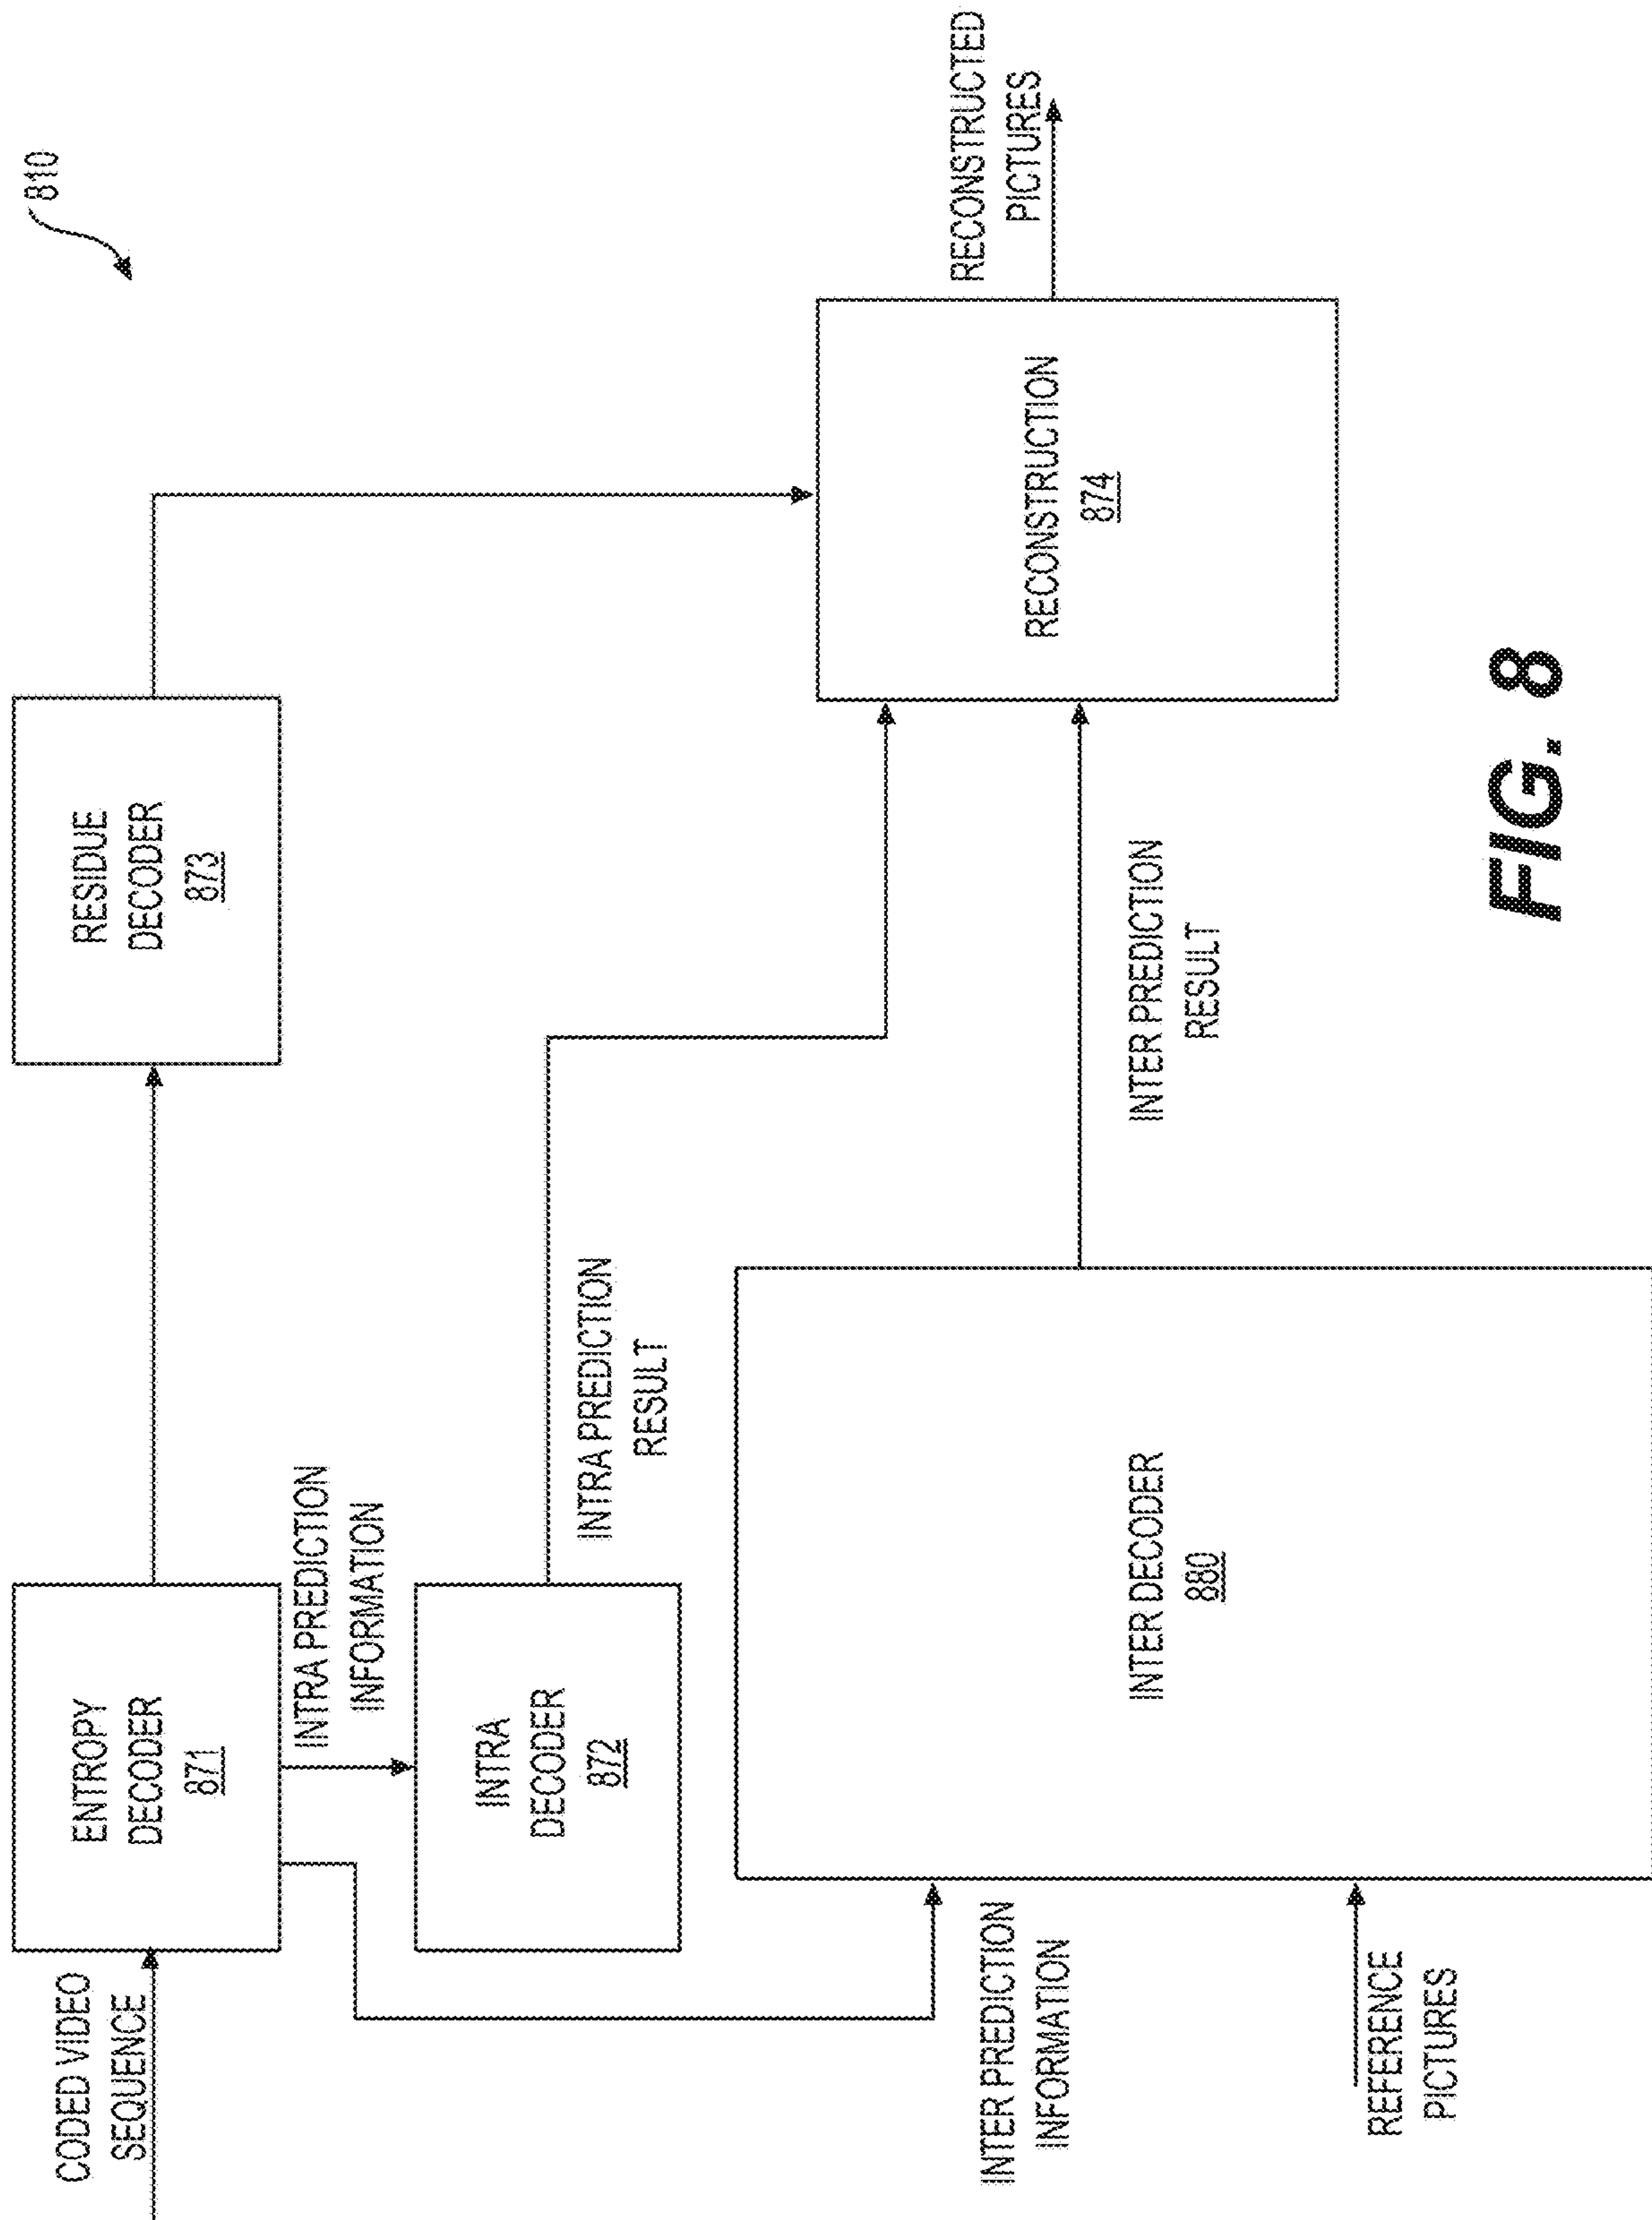 810
CODED VIDEO
SEQUENCE
ENTROPY
DECODER
871
RESIDUE
DECODER
873
INTRA PREDICTION
INFORMATION
INTRA
DECODER
872
INTRA PREDICTION
RESULT
RECONSTRUCTED
PICTURES
RECONSTRUCTION
874
INTER PREDICTION
INFORMATION
INTER DECODER
880
INTER PREDICTION
RESULT
REFERENCE
PICTURES
FIG. 8